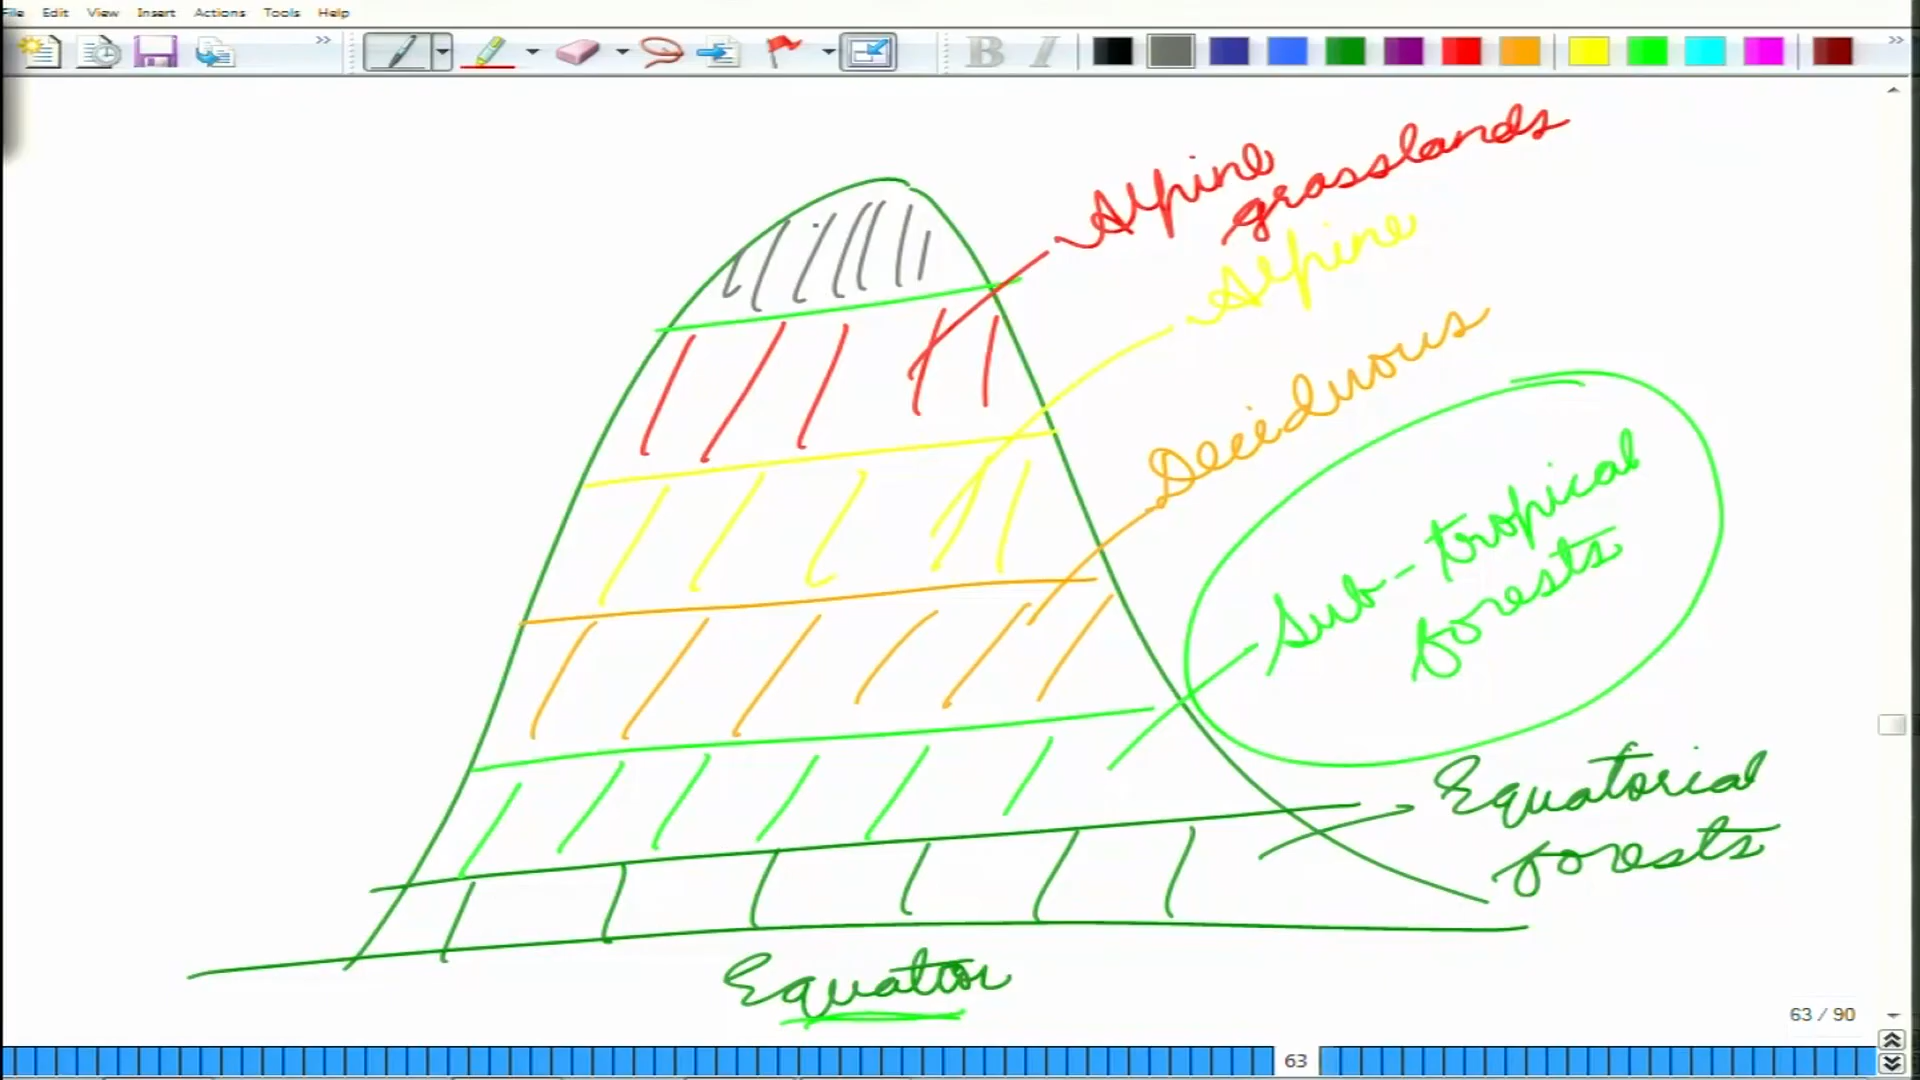 File Edit View Insert Actions Tools Help
B I
Alpine
grasslands
Alpine
Deciduous
Sub-tropical
forests
Equatorial
forests
Equator
63 / 90
63